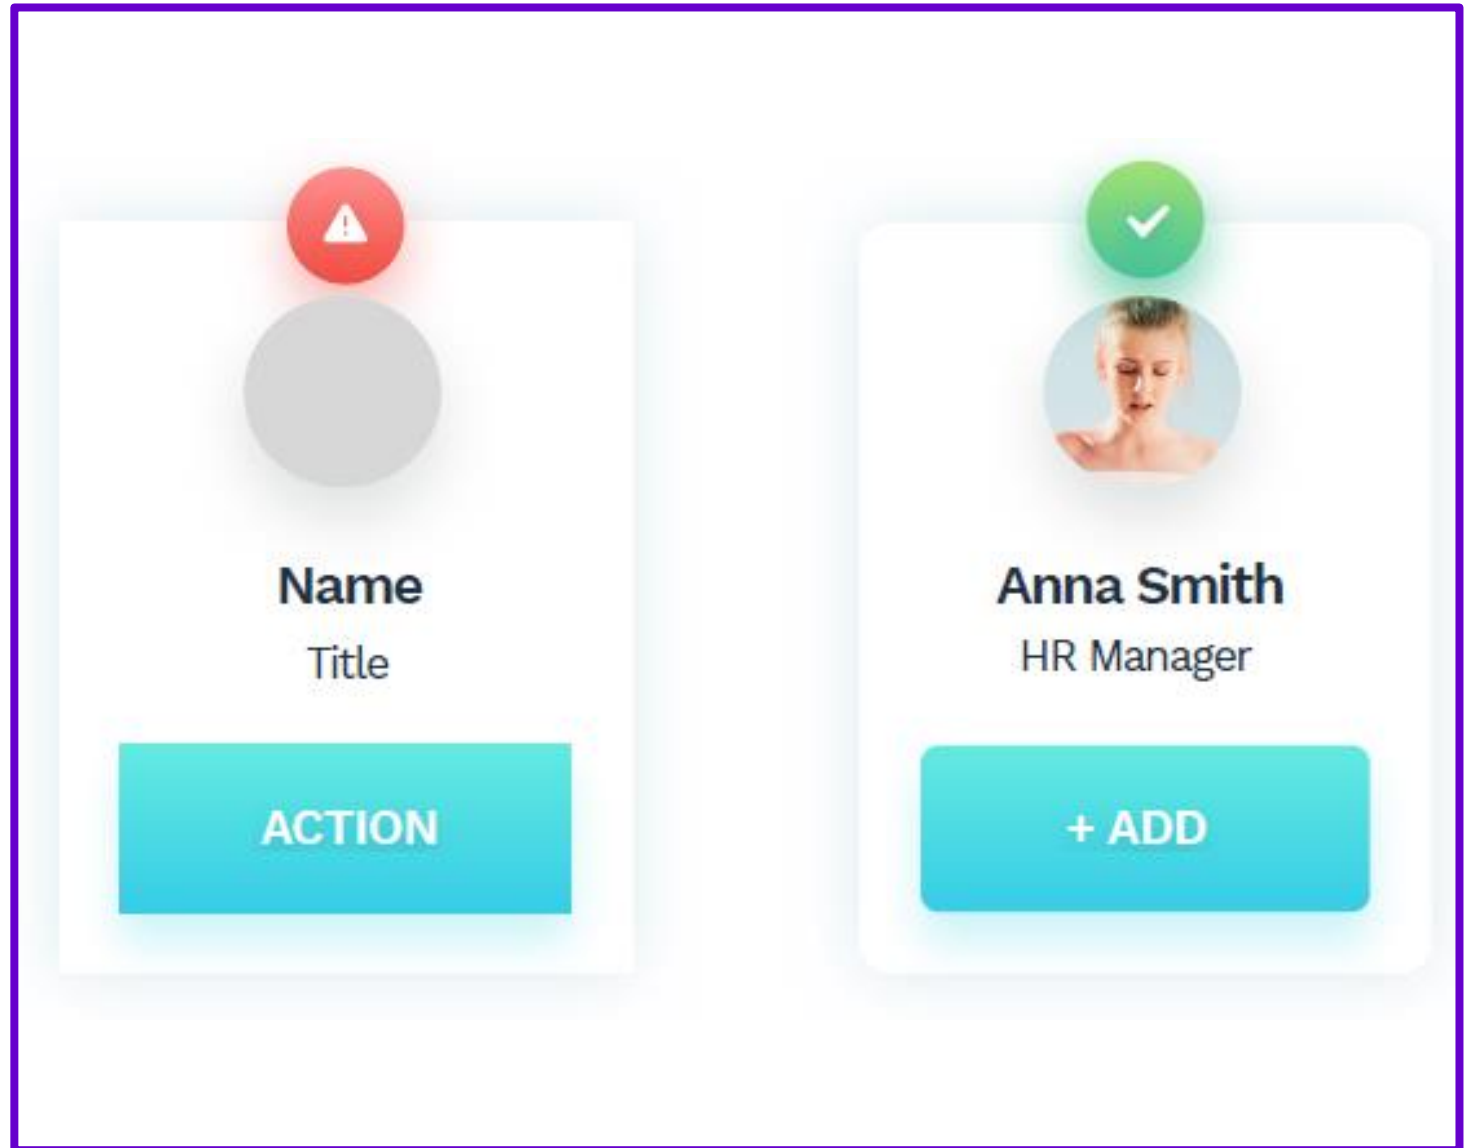 Name
Title
ACTION
Anna Smith
HR Manager
+ ADD